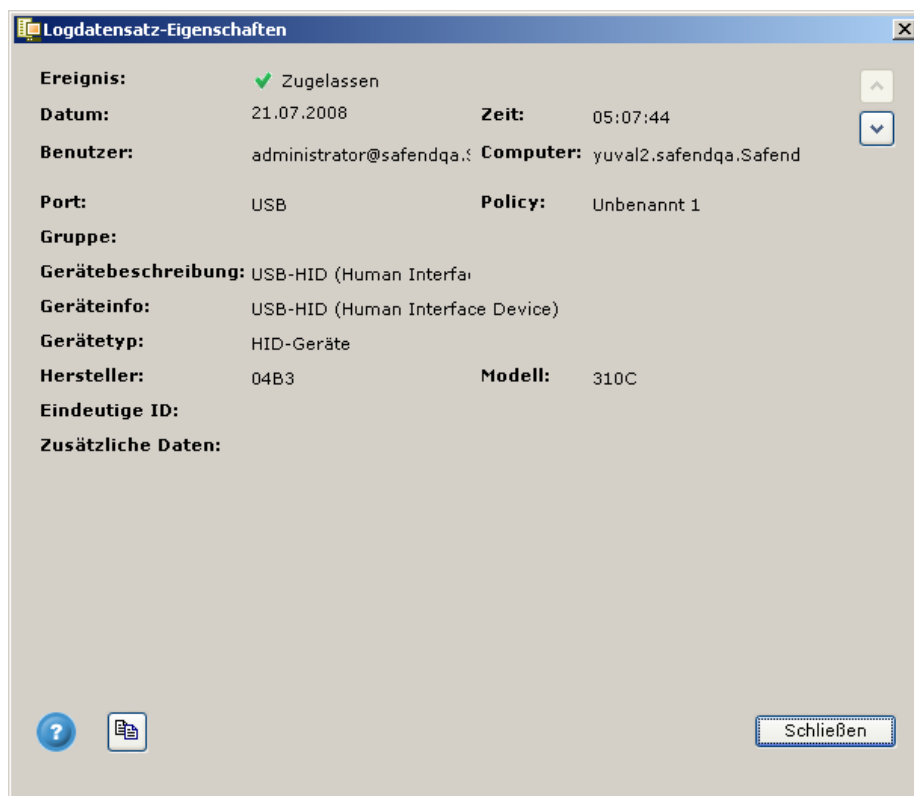 Logdatensatz-Eigenschaften
Ereignis: Zugelassen
Datum: 21.07.2008 Zeit: 05:07:44
Benutzer: administrator@safendqa.S Computer: yuval2.safendqa.Safend
Port: USB Policy: Unbenannt 1
Gruppe:
Gerätebeschreibung: USB-HID (Human Interfa
Geräteinfo: USB-HID (Human Interface Device)
Gerätetyp: HID-Geräte
Hersteller: 04B3 Modell: 310C
Eindeutige ID:
Zusätzliche Daten:
Schließen